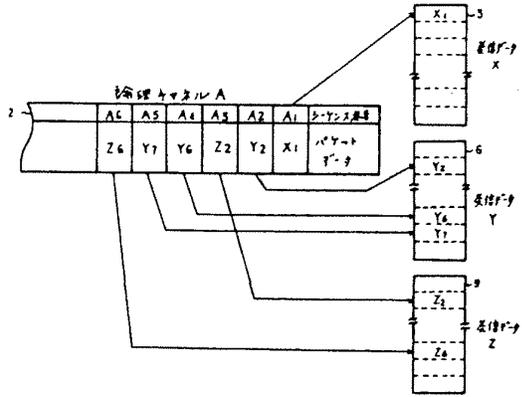 X1
3
受信データ
X
論理チャネルA
2
A6 A5 A4 A3 A2 A1 シーケンス番号
Z6 Y7 Y6 Z2 Y2 X1 パケット
データ
6
Y2
Y6
Y7
受信データ
Y
9
Z2
Z6
受信データ
Z